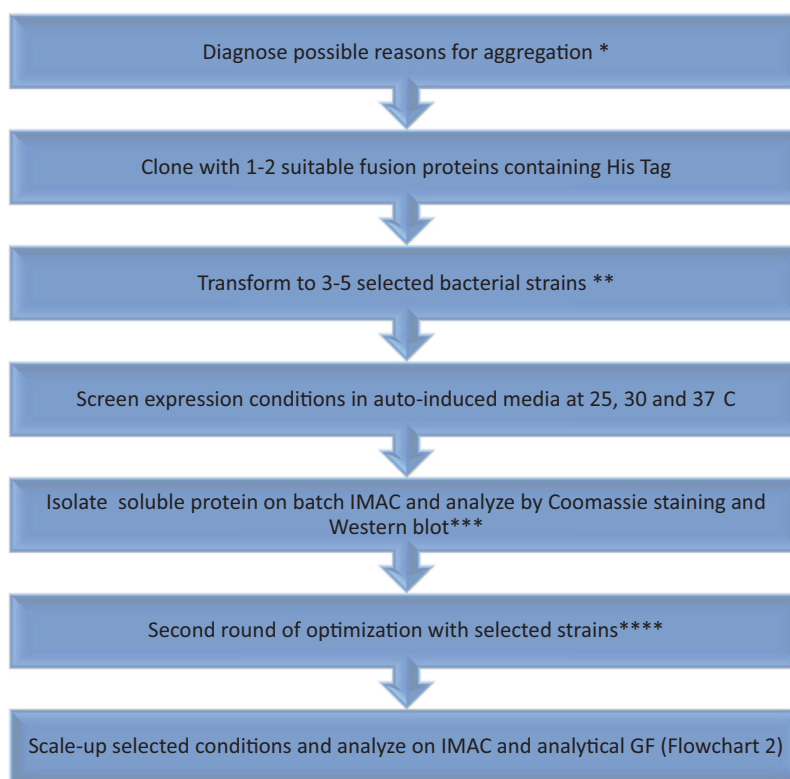 Diagnose possible reasons for aggregation *
Clone with 1-2 suitable fusion proteins containing His Tag
Transform to 3-5 selected bacterial strains **
Screen expression conditions in auto-induced media at 25, 30 and 37 C
Isolate soluble protein on batch IMAC and analyze by Coomassie staining and
Western blot***
Second round of optimization with selected strains****
Scale-up selected conditions and analyze on IMAC and analytical GF (Flowchart 2)